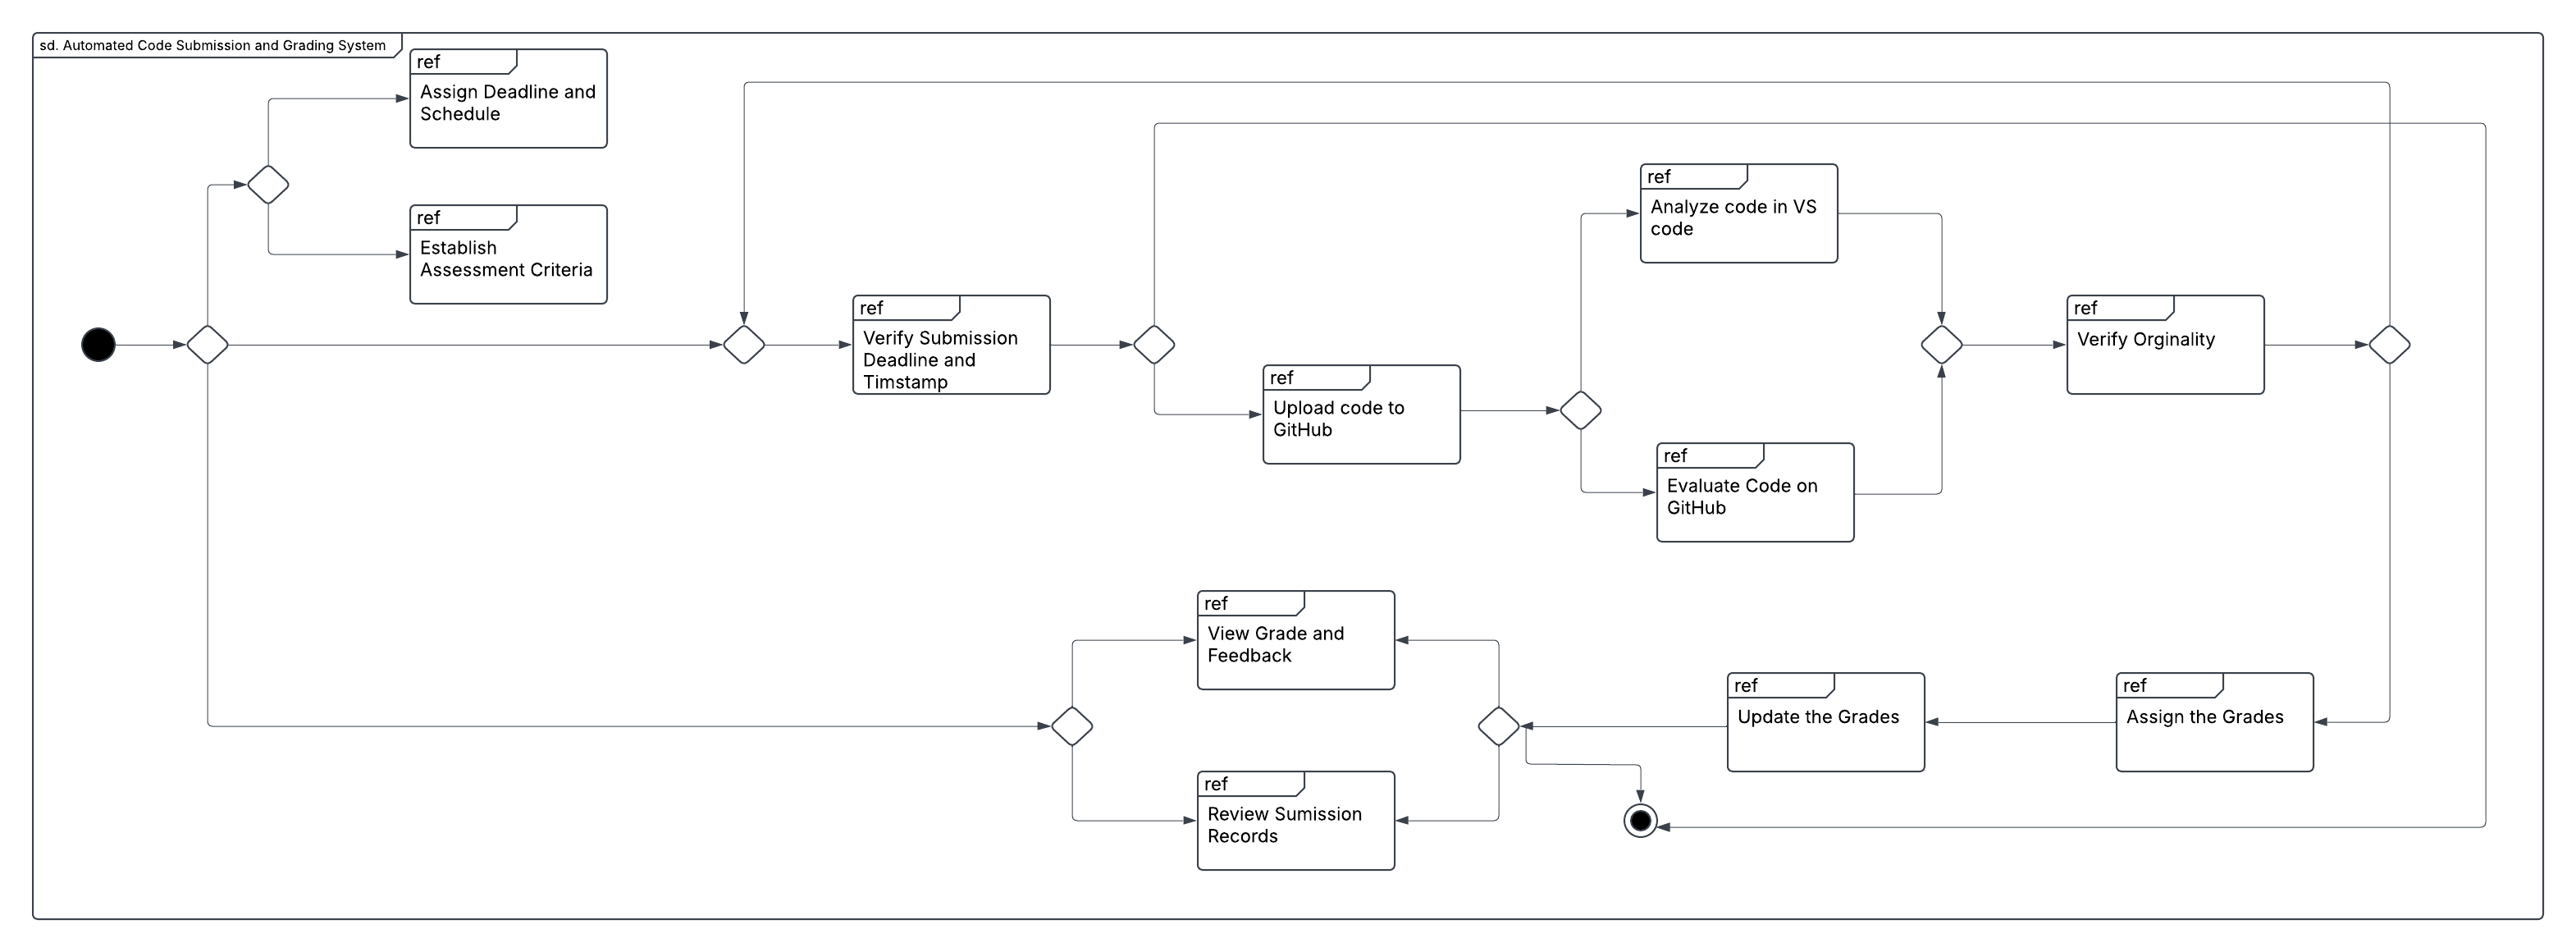 sd. Automated Code Submission and Grading System
ref
Assign Deadline and
Schedule
ref
Establish
Assessment Criteria
ref
Verify Submission
Deadline and
Timstamp
ref
Upload code to
GitHub
ref
Analyze code in VS
code
ref
Evaluate Code on
GitHub
ref
Verify Orginality
ref
View Grade and
Feedback
ref
Review Sumission
Records
ref
Update the Grades
ref
Assign the Grades